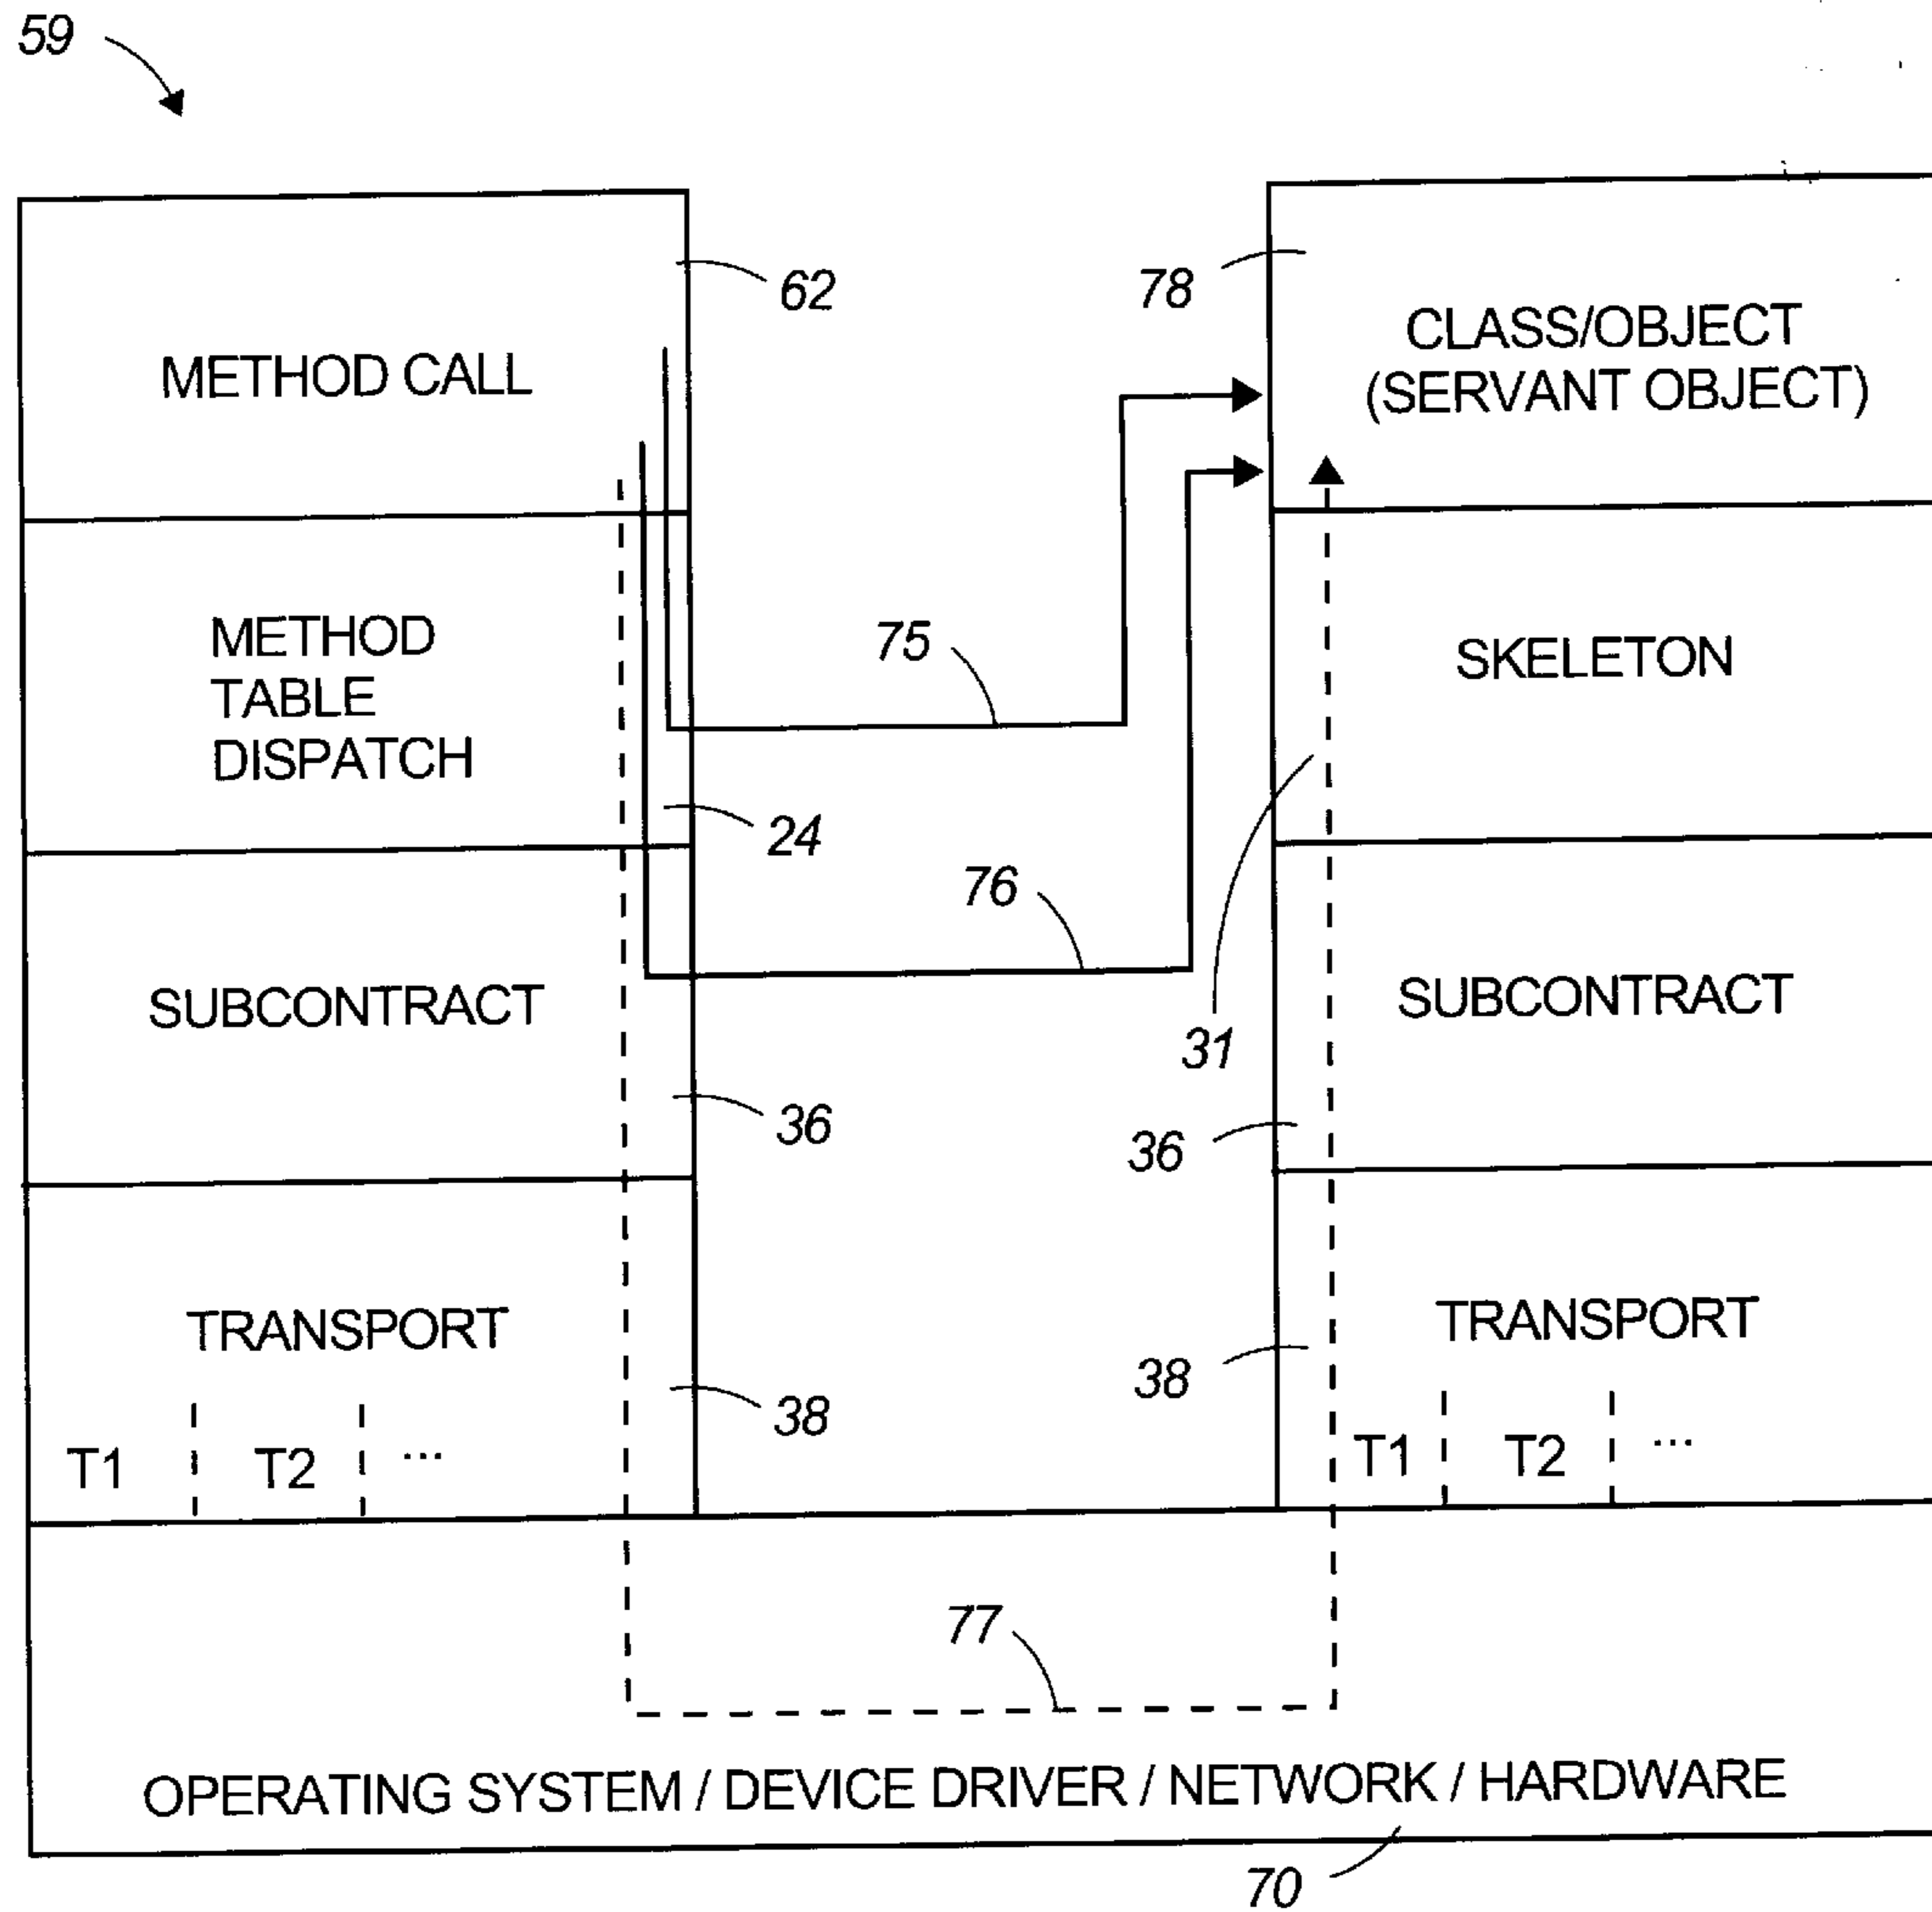 59
62
METHOD CALL
78
CLASS/OBJECT
(SERVANT OBJECT)
METHOD
TABLE
DISPATCH
24
75
SKELETON
31
SUBCONTRACT
36
76
SUBCONTRACT
36
TRANSPORT
38
T1
T2
...
TRANSPORT
38
T1
T2
...
77
OPERATING SYSTEM / DEVICE DRIVER / NETWORK / HARDWARE
70